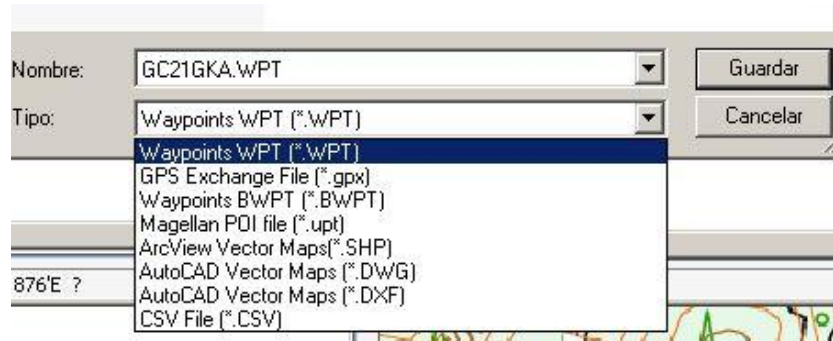 Nombre: GC21GKA.WPT Guardar
Tipo: Waypoints WPT (*.WPT) Cancelar
Waypoints WPT (*.WPT)
GPS Exchange File (*.gpx)
Waypoints BWPT (*.BWPT)
Magellan POI file (*.upt)
ArcView Vector Maps(*.SHP)
AutoCAD Vector Maps (*.DWG)
876'E ?
AutoCAD Vector Maps (*.DXF)
CSV File (*.CSV)